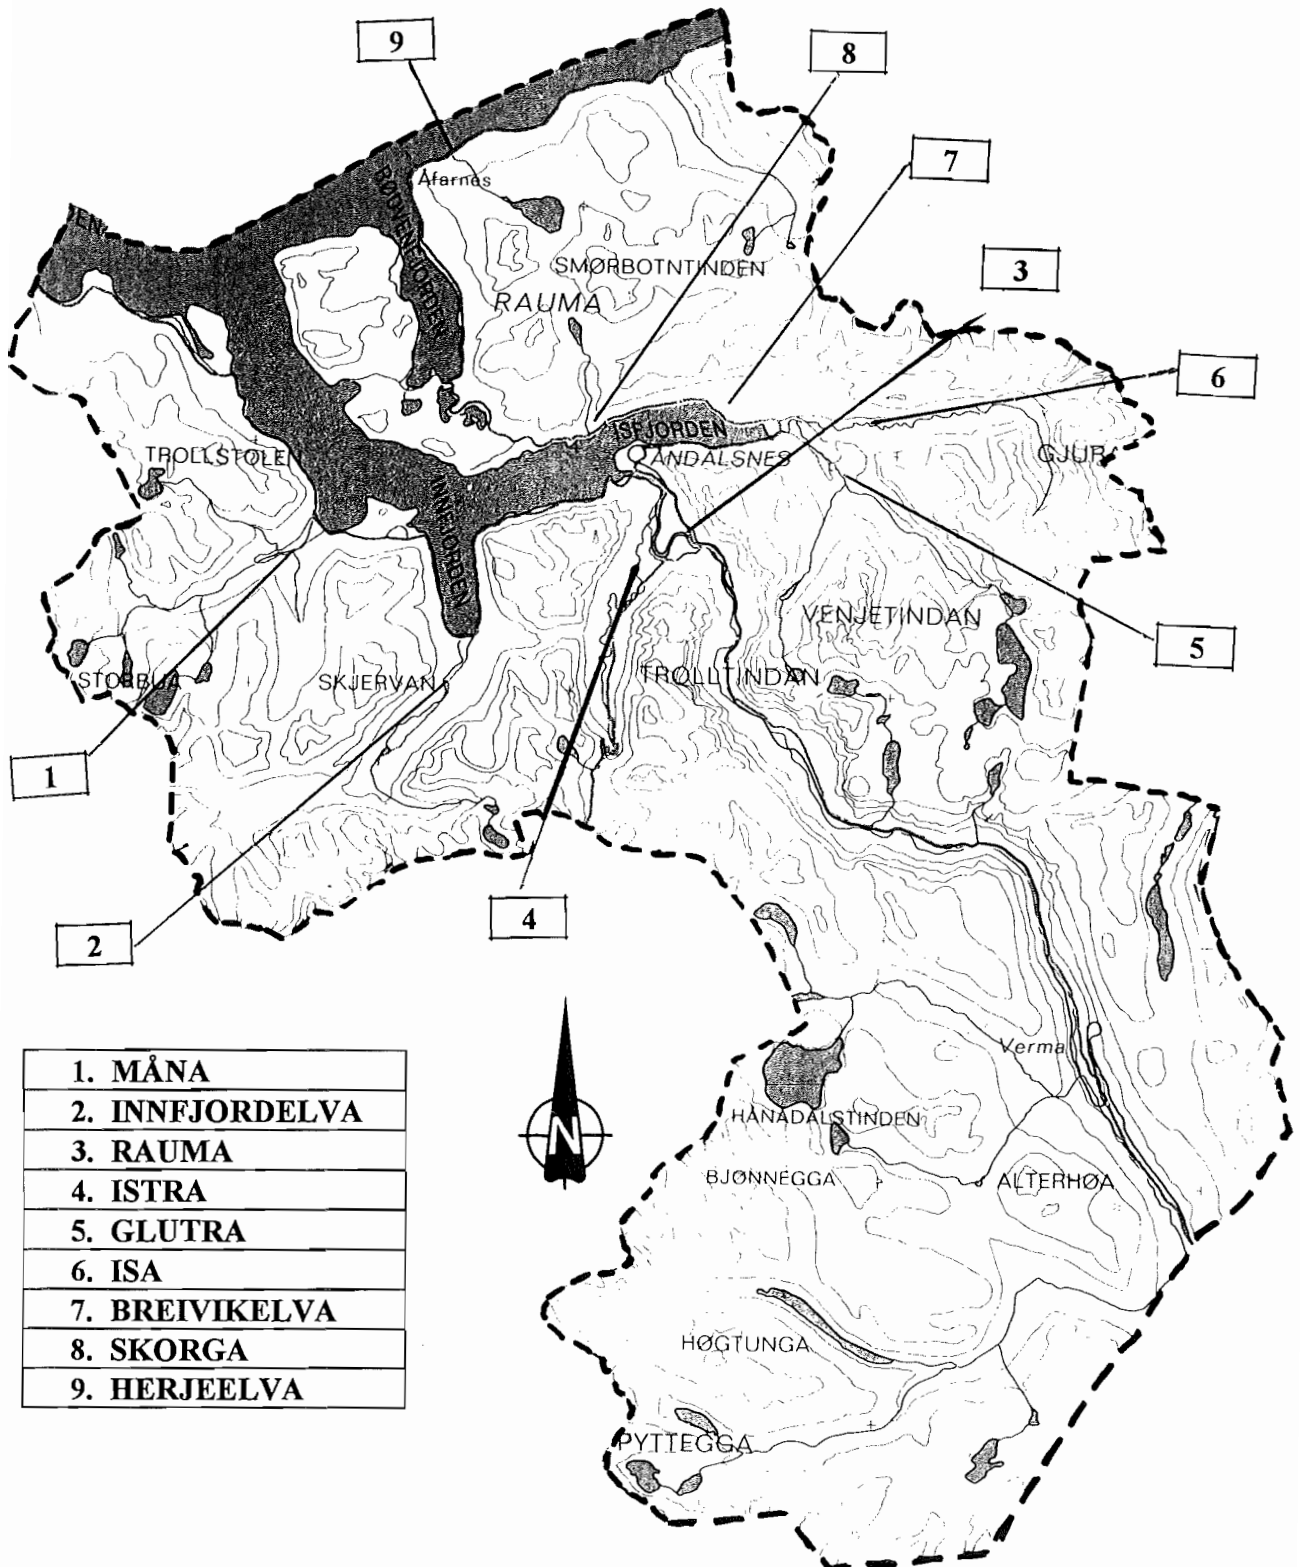 9
8
7
3
6
5
1
2
4
Åfarnes
RØDVENFJORDEN
SMØRBOTNTINDEN
RAUMA
ISFJORDEN
ÅNDALSNES
TROLLSTOLEN
INNFJORDEN
VENJETINDAN
TROLLTINDAN
STORBUA
SKJERVAN
Verma
HÅNADALSTINDEN
BJØNNEGGA
ALTERHØA
HØGTUNGA
PYTTEGGA
N
1. MÅNA
2. INNFJORDELVA
3. RAUMA
4. ISTRA
5. GLUTRA
6. ISA
7. BREIVIKELVA
8. SKORGA
9. HERJEELVA